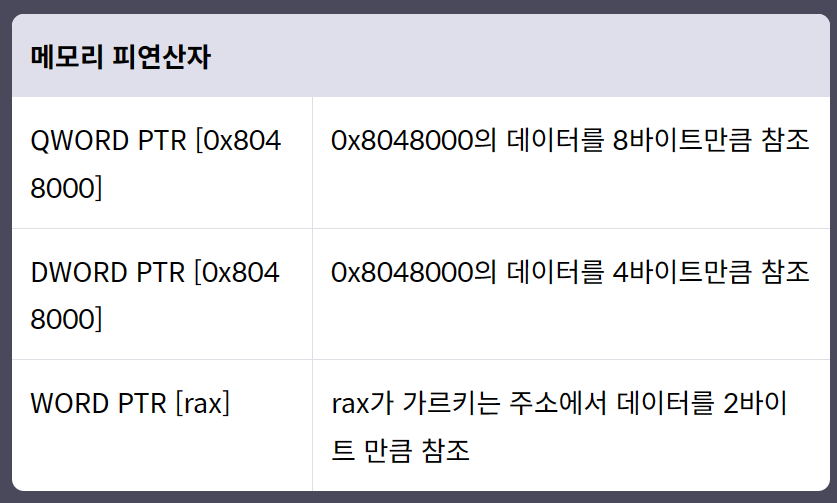 메모리 피연산자
QWORD PTR [0x804
8000]
0x8048000의 데이터를 8바이트만큼 참조
DWORD PTR [0x804
8000]
0x8048000의 데이터를 4바이트만큼 참조
WORD PTR [rax]
rax가 가르키는 주소에서 데이터를 2바이
트 만큼 참조